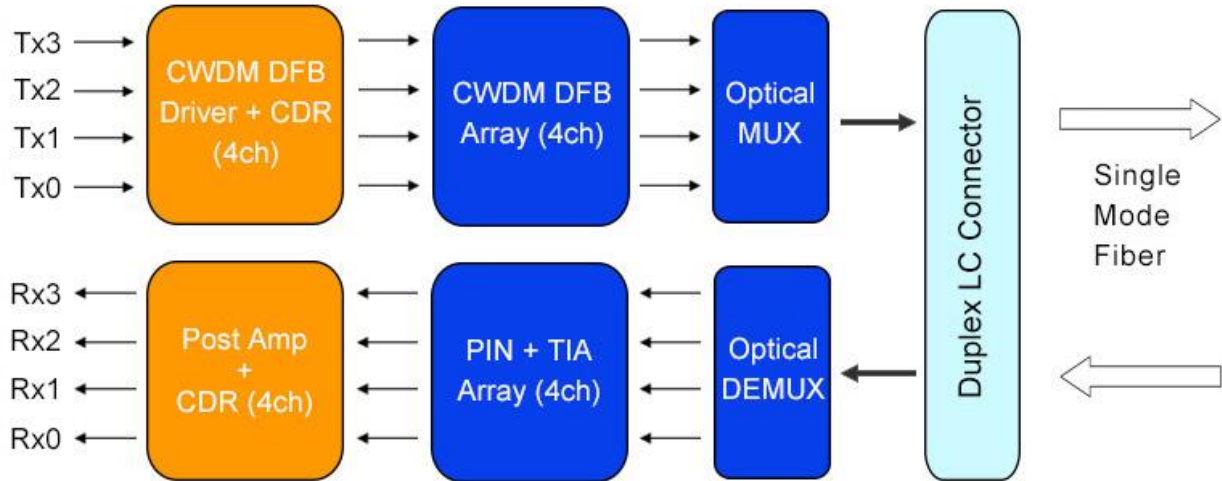 Tx3
Tx2
Tx1
Tx0
CWDM DFB
Driver + CDR
(4ch)
CWDM DFB
Array (4ch)
Optical
MUX
Duplex LC Connector
Single
Mode
Fiber
Rx3
Rx2
Rx1
Rx0
Post Amp
+
CDR (4ch)
PIN + TIA
Array (4ch)
Optical
DEMUX